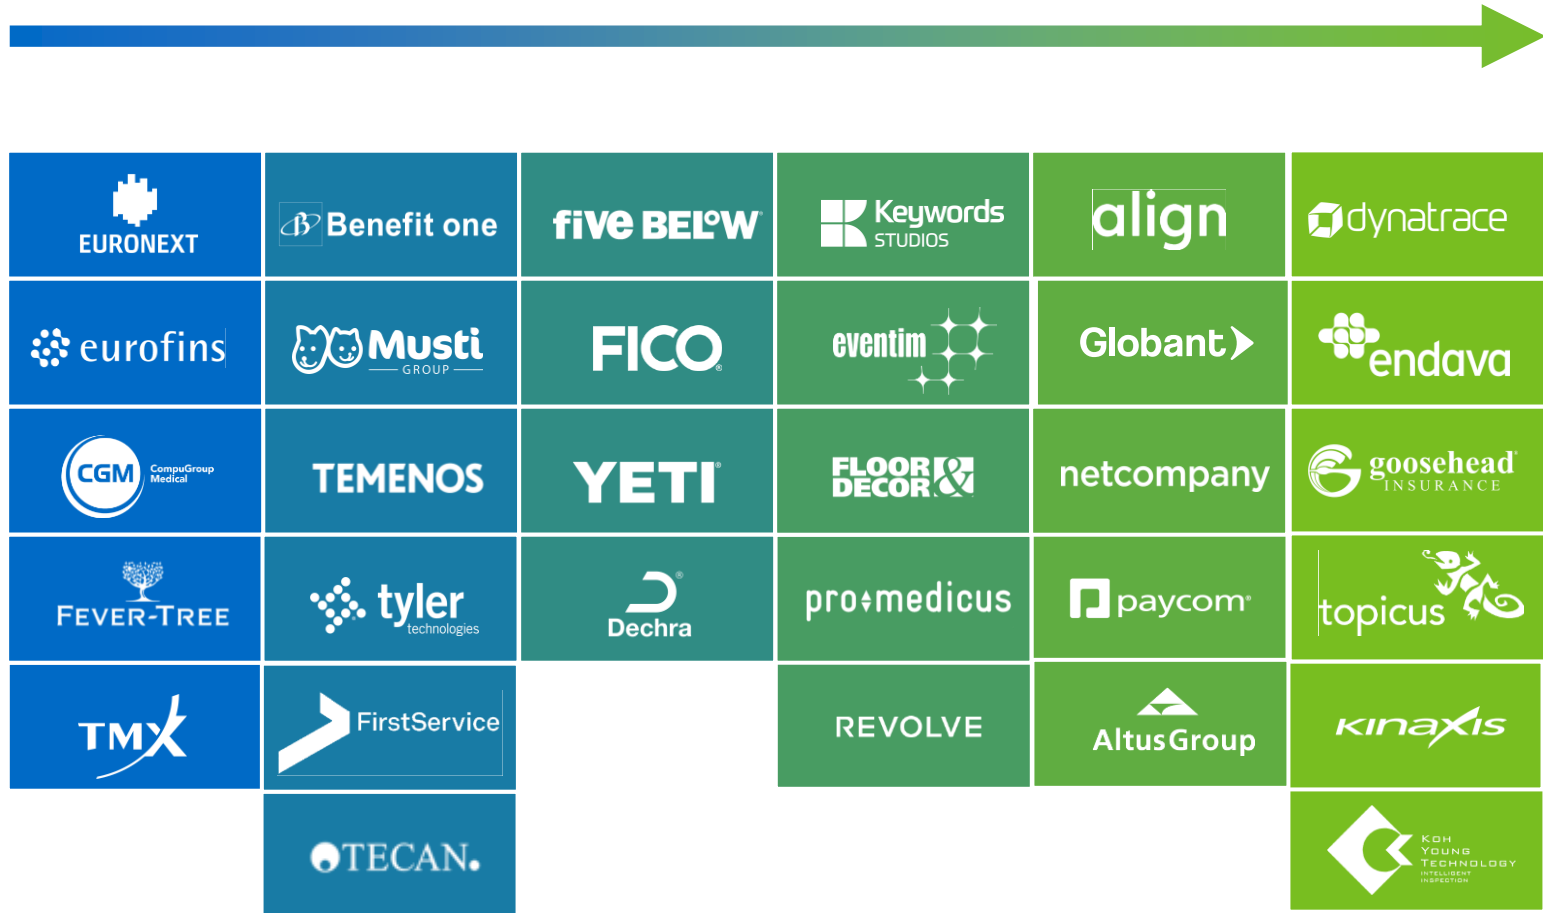 EURONEXT
Benefit one
five BELOW
Keywords
STUDIOS
align
dynatrace
eurofins
Musti
GROUP
FICO®
eventim
Globant
endava
CGM
CompuGroup
Medical
TEMENOS
YETI®
FLOOR &
DECOR
netcompany
goosehead
INSURANCE
FEVER-TREE
tyler
technologies
Dechra®
pro medicus
paycom®
topicus
TMX
FirstService
REVOLVE
AltusGroup
KINAXIS
TECAN.
KOH
YOUNG
TECHNOLOGY
INTELLIGENT
INSPECTION